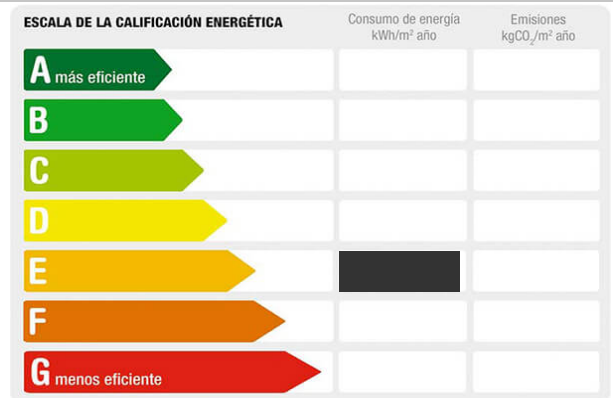 ESCALA DE LA CALIFICACIÓN ENERGÉTICA
Consumo de energía
kWh/m² año
Emisiones
kgCO₂/m² año
A más eficiente
B
C
D
E
F
G menos eficiente